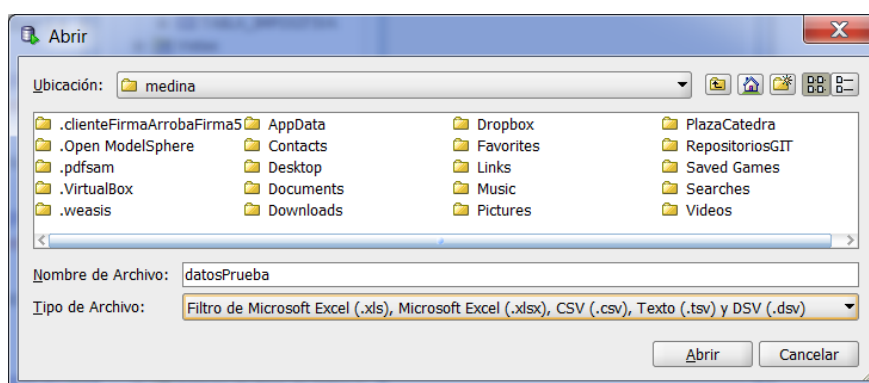 Abrir
Ubicación: medina
.clienteFirmaArrobaFirma5 AppData Dropbox PlazaCatedra
.Open ModelSphere Contacts Favorites RepositoriosGIT
.pdfsam Desktop Links Saved Games
.VirtualBox Documents Music Searches
.weasis Downloads Pictures Videos
Nombre de Archivo: datosPrueba
Tipo de Archivo: Filtro de Microsoft Excel (.xls), Microsoft Excel (.xlsx), CSV (.csv), Texto (.tsv) y DSV (.dsv)
Abrir Cancelar